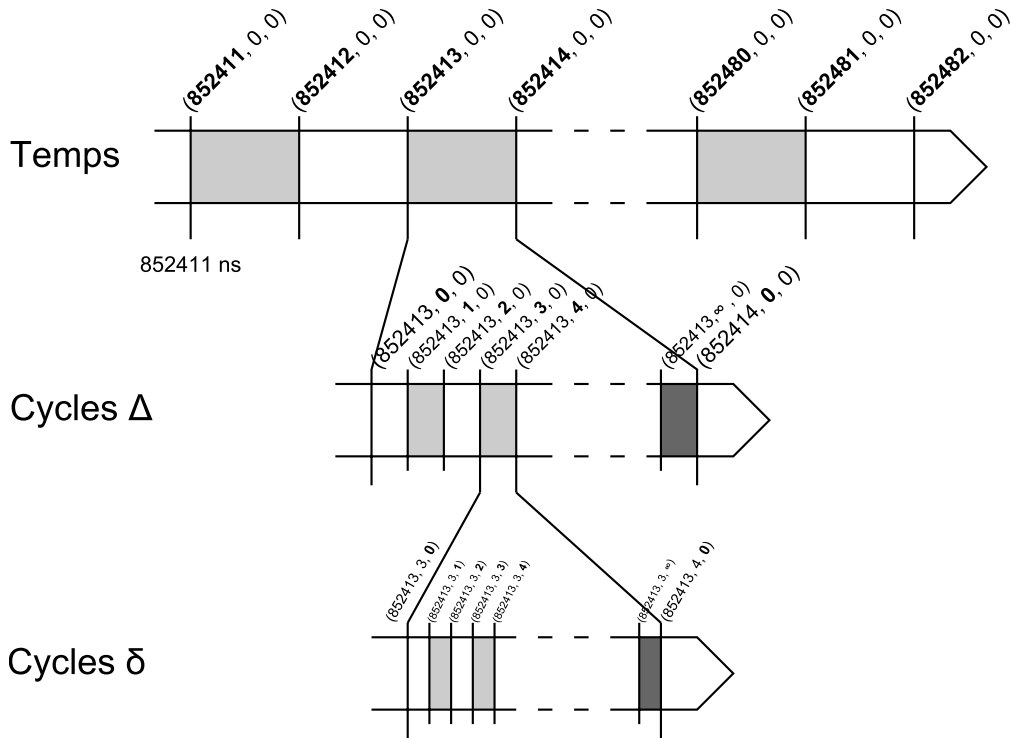 (852411, 0, 0)
(852412, 0, 0)
(852413, 0, 0)
(852414, 0, 0)
(852480, 0, 0)
(852481, 0, 0)
(852482, 0, 0)
Temps
852411 ns
(852413, 0, 0)
(852413, 1, 0)
(852413, 2, 0)
(852413, 3, 0)
(852413, 4, 0)
(852413,∞ , 0)
(852414, 0, 0)
Cycles Δ
(852413, 3, 0)
(852413, 3, 1)
(852413, 3, 2)
(852413, 3, 3)
(852413, 3, 4)
(852413, 3, ∞)
(852413, 4, 0)
Cycles δ